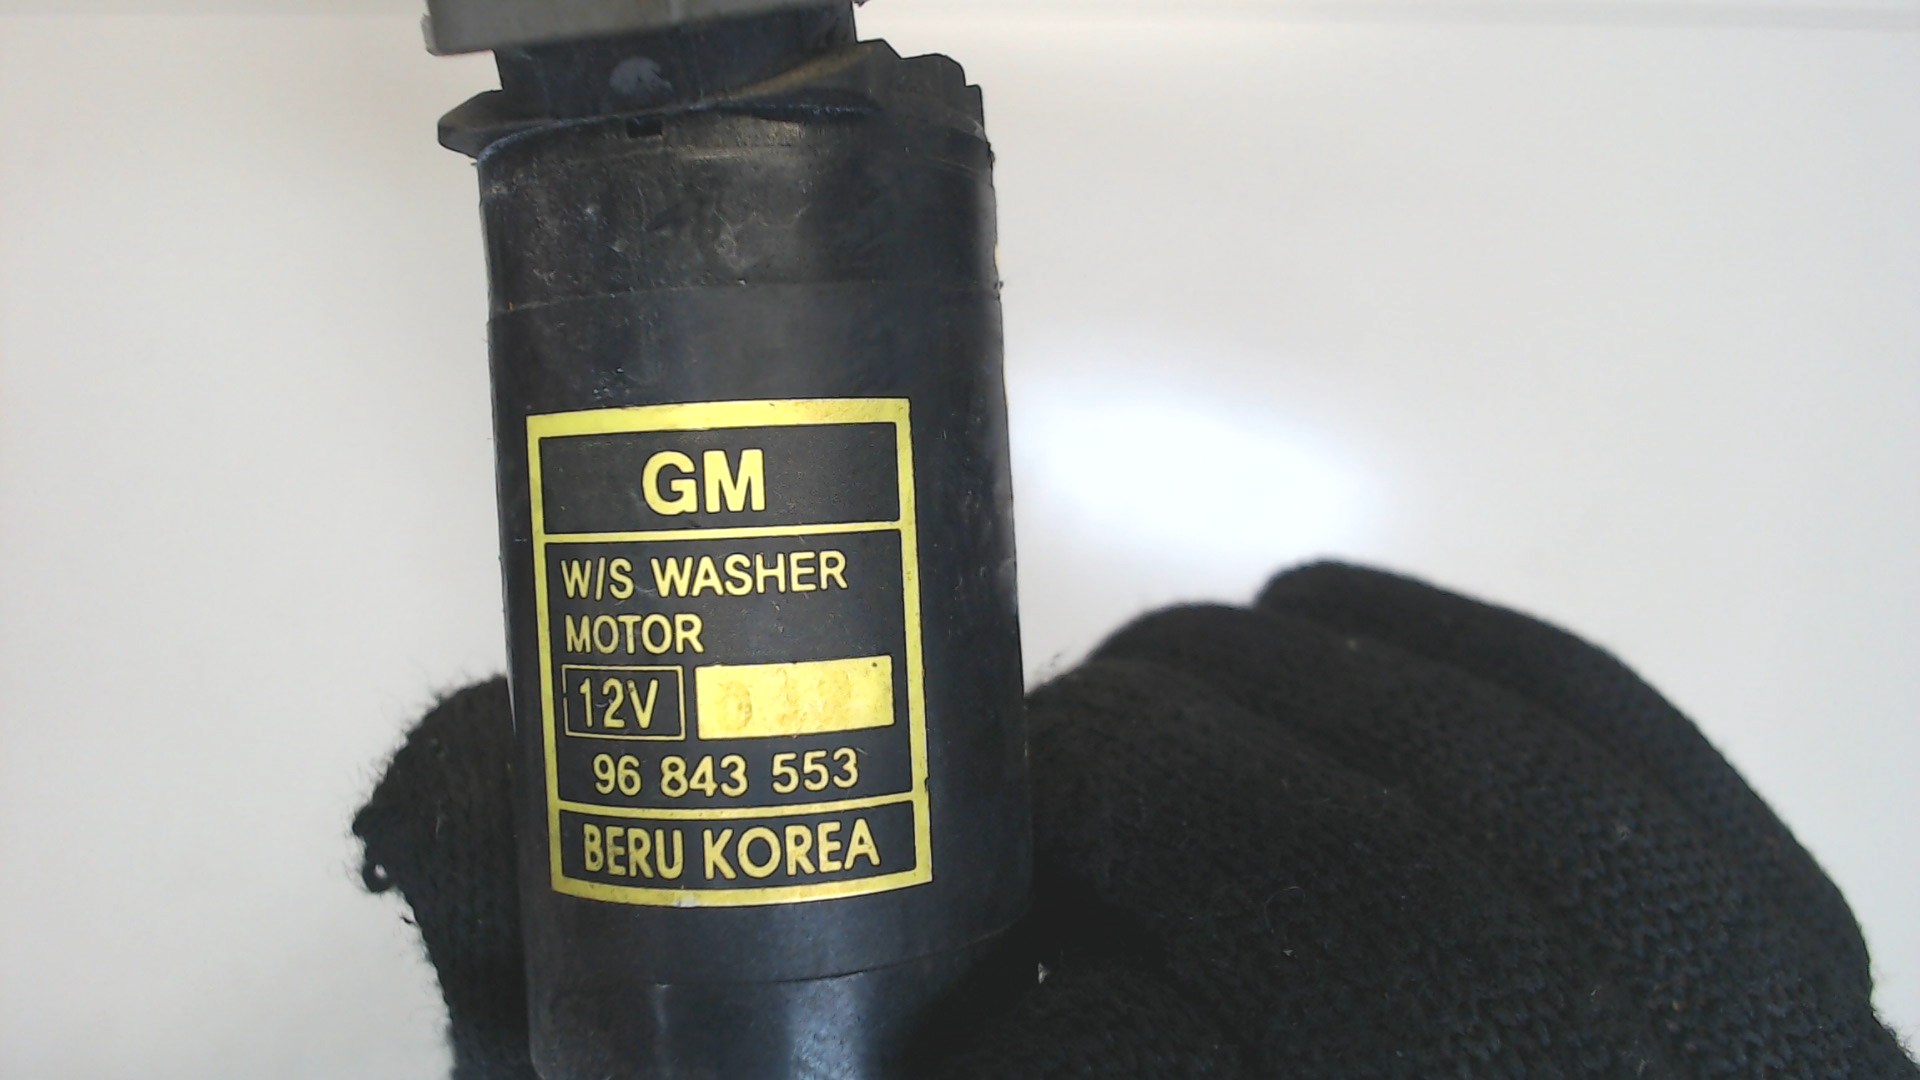 GM
W/S WASHER
MOTOR
12V
96 843 553
BERU KOREA